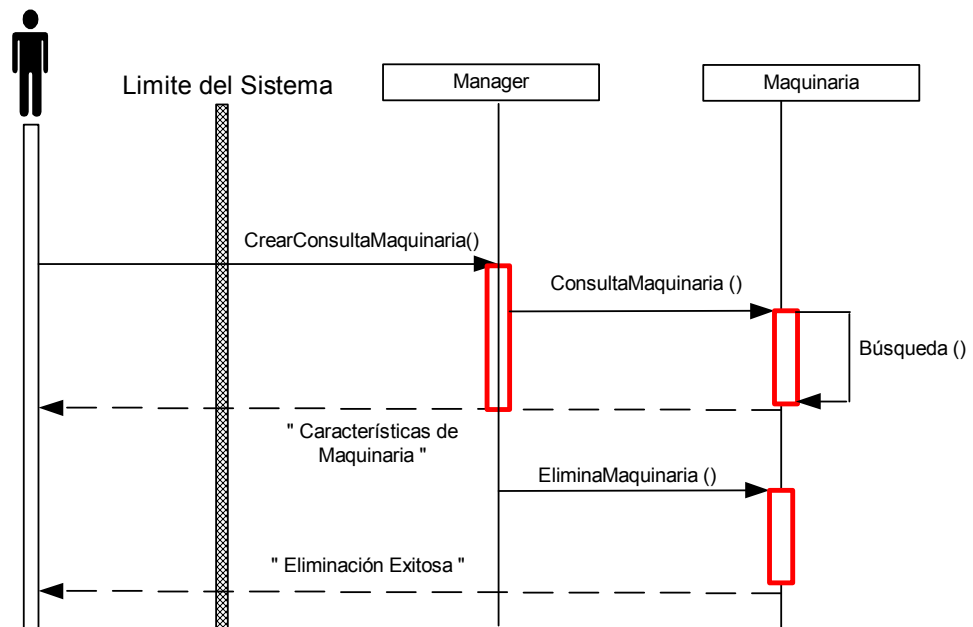 Limite del Sistema
Manager
Maquinaria
CrearConsultaMaquinaria()
ConsultaMaquinaria ()
Búsqueda ()
" Características de
Maquinaria "
EliminaMaquinaria ()
" Eliminación Exitosa "